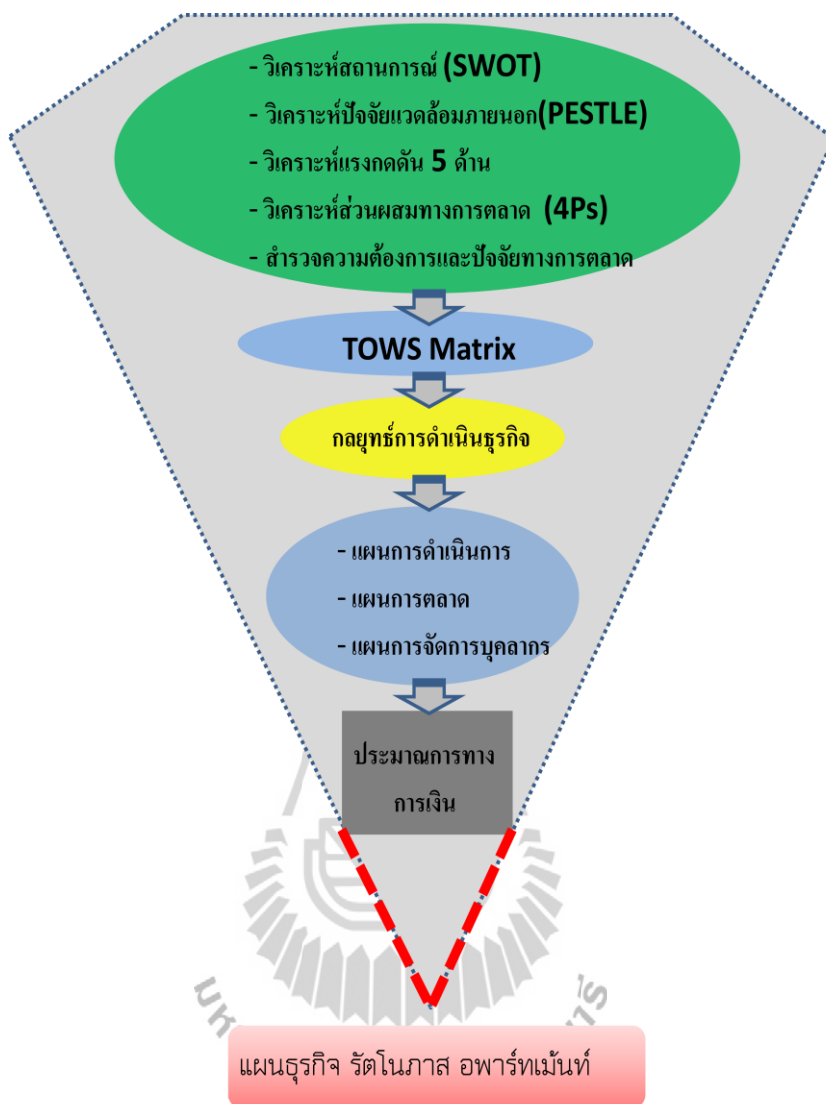 - วิเคราะห์สถานการณ์ (SWOT)
- วิเคราะห์ปัจจัยแวดล้อมภายนอก(PESTLE)
- วิเคราะห์แรงกดดัน 5 ด้าน
- วิเคราะห์ส่วนผสมทางการตลาด (4Ps)
- สำรวจความต้องการและปัจจัยทางการตลาด
TOWS Matrix
กลยุทธ์การดำเนินธุรกิจ
- แผนการดำเนินการ
- แผนการตลาด
- แผนการจัดการบุคลากร
ประมาณการทาง
การเงิน
แผนธุรกิจ รัตโนภาส อพาร์ทเม้นท์